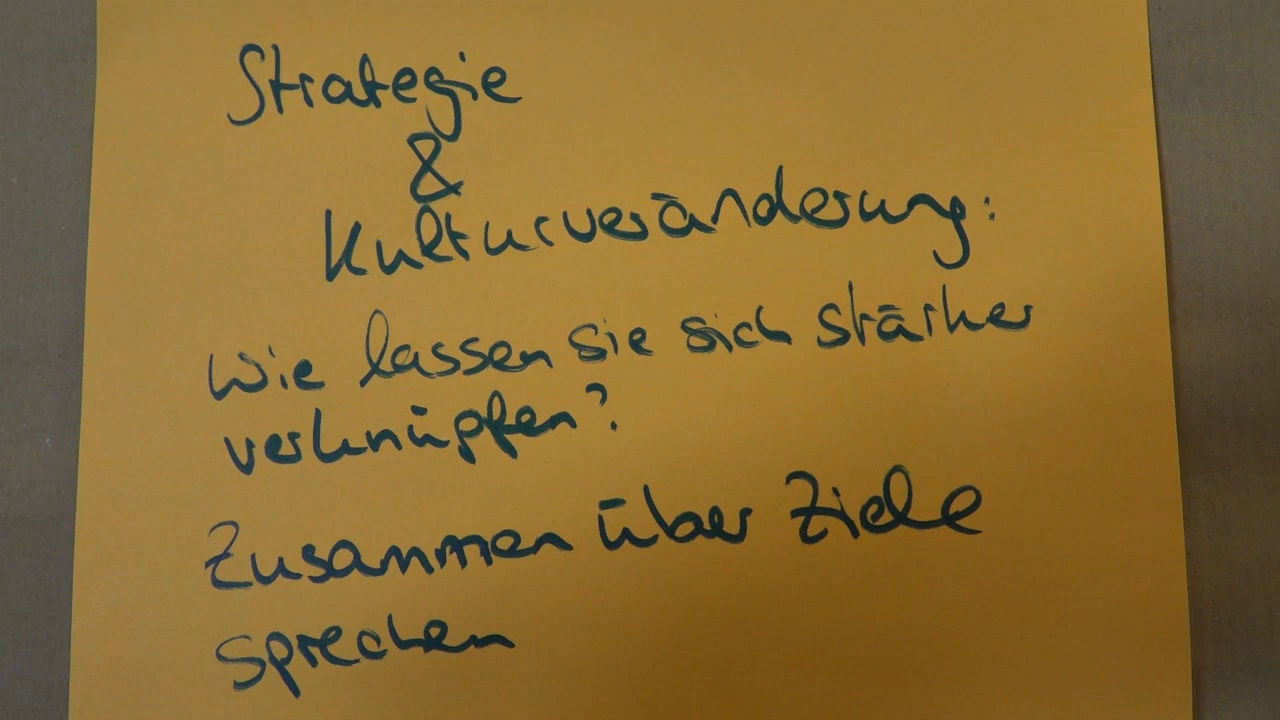 Strategie
&
Kulturveränderung:
Wie lassen sie sich stärker
verknüpfen?
Zusammen über Ziele
sprechen